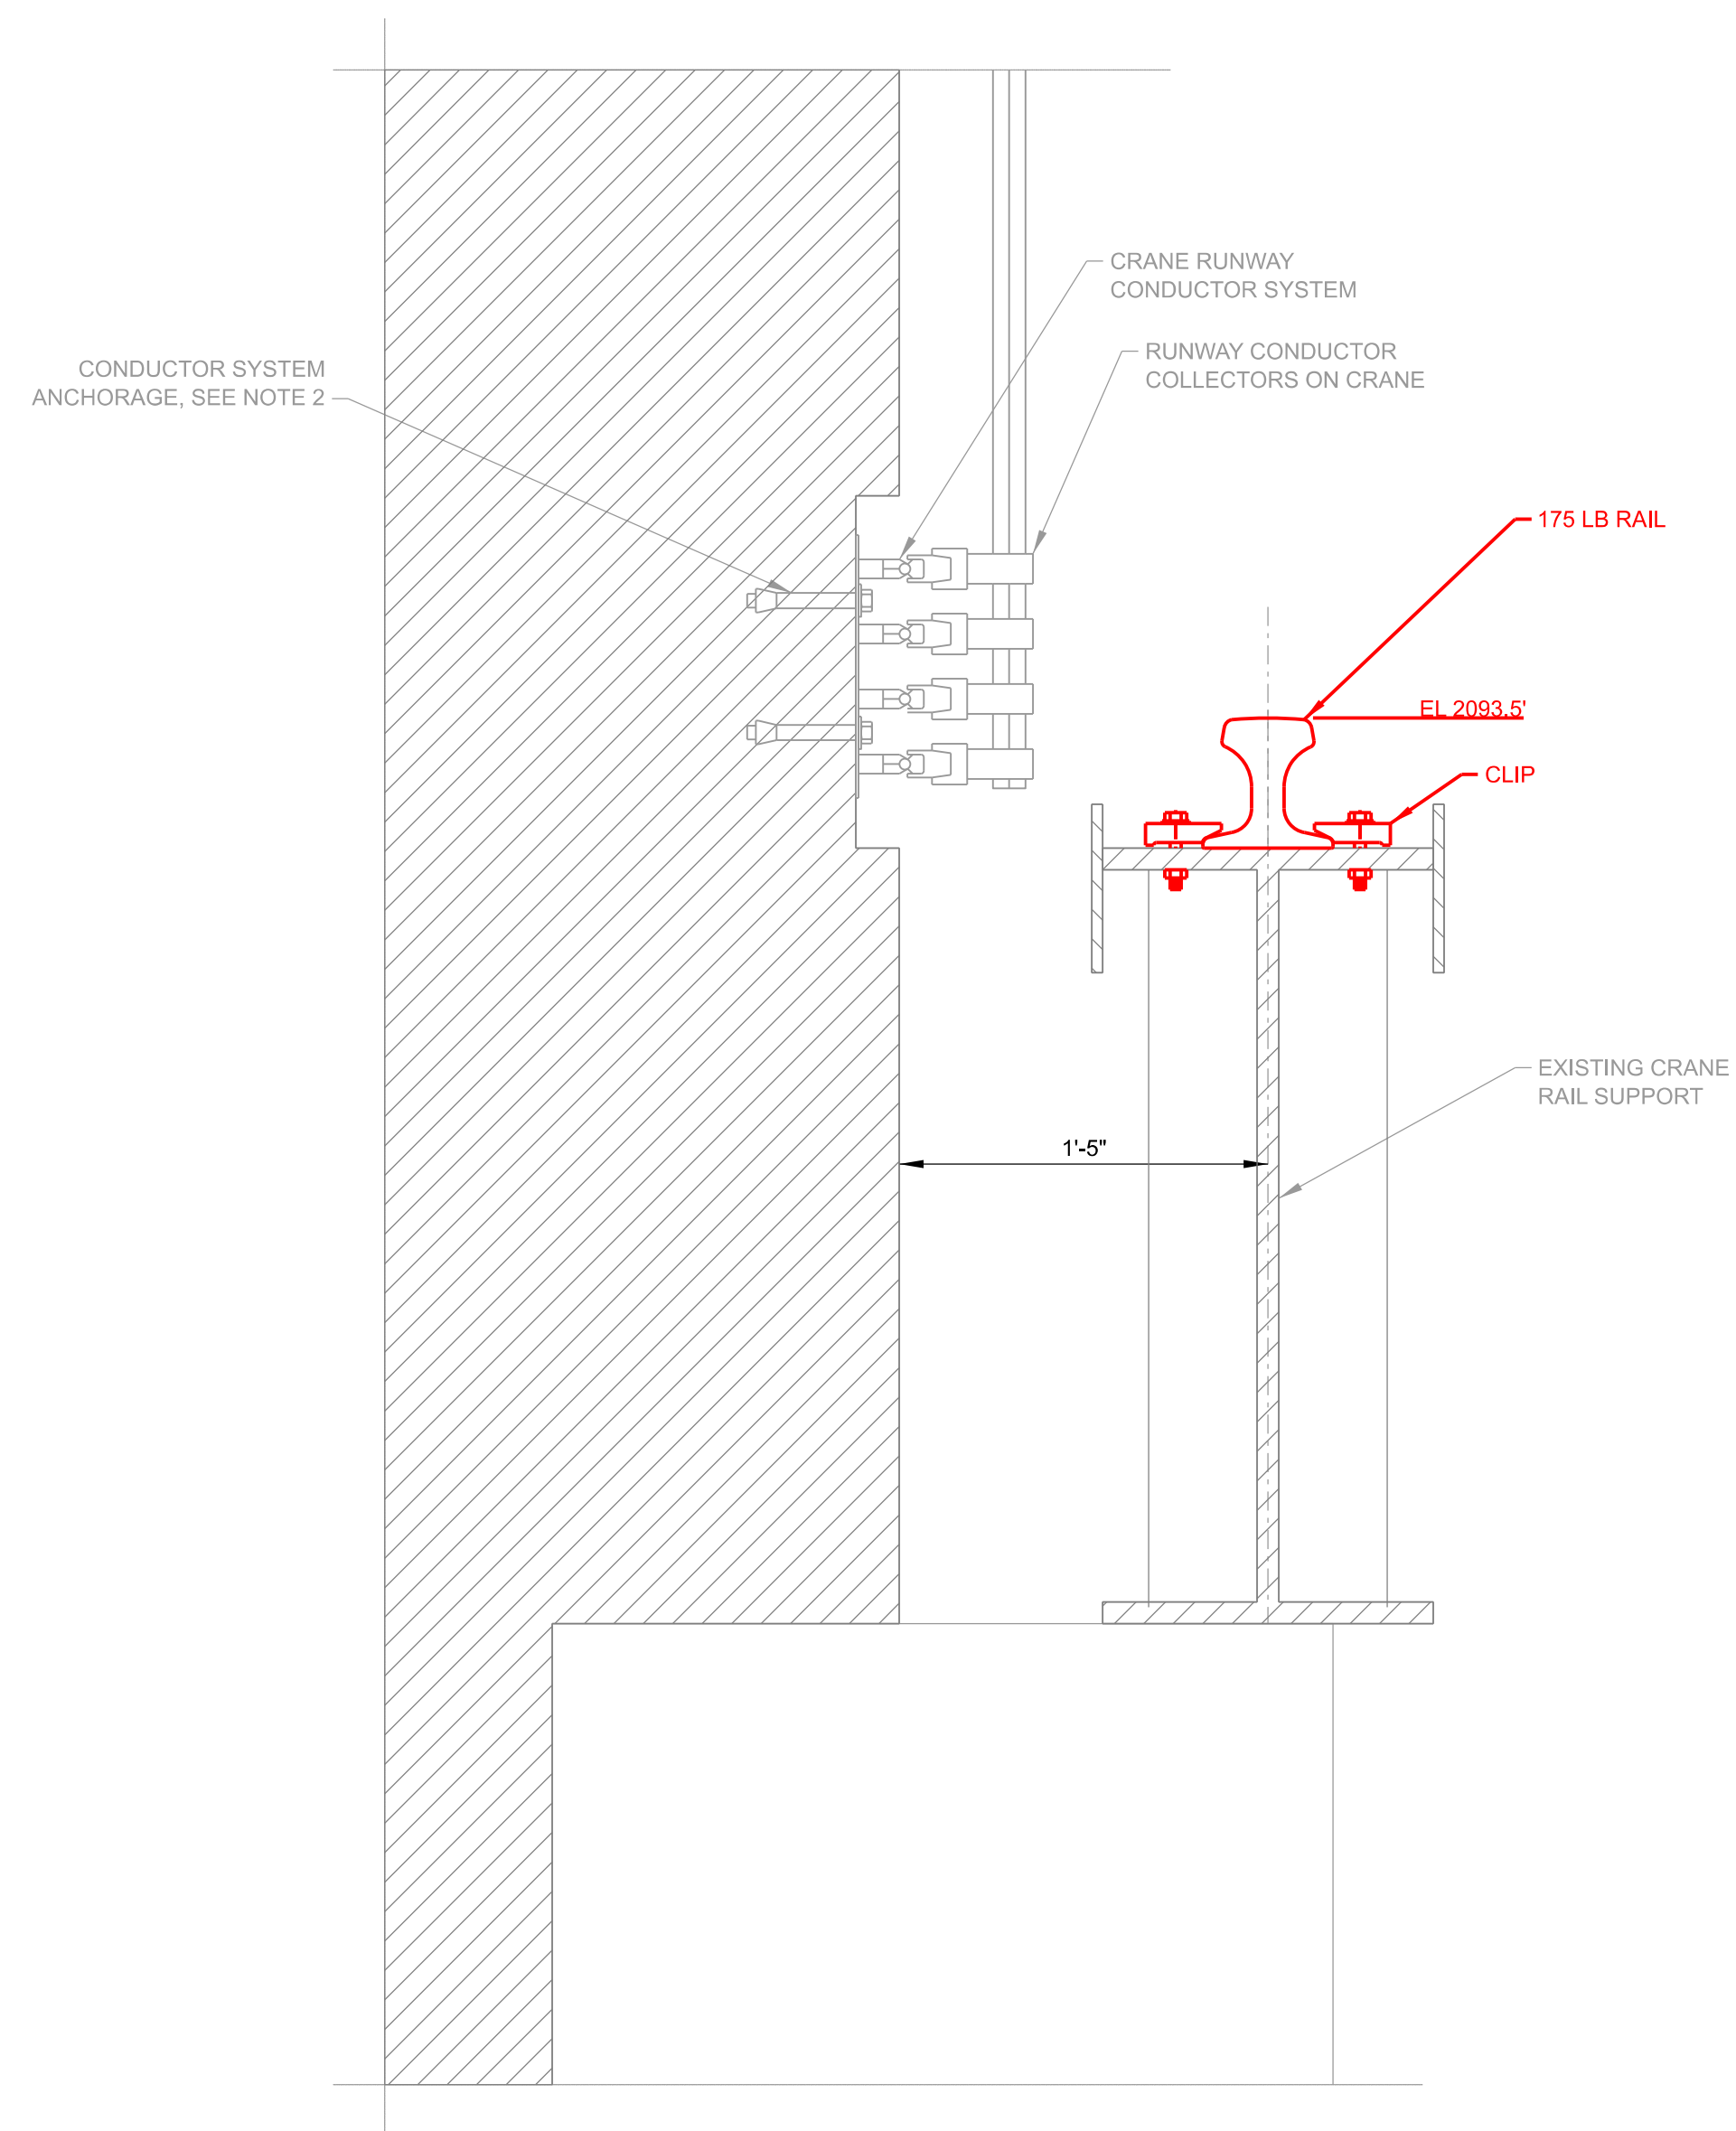 CRANE RUNWAY
CONDUCTOR SYSTEM
RUNWAY CONDUCTOR
COLLECTORS ON CRANE
CONDUCTOR SYSTEM
ANCHORAGE, SEE NOTE 2
175 LB RAIL
EL 2093.5'
CLIP
EXISTING CRANE
RAIL SUPPORT
1'-5"